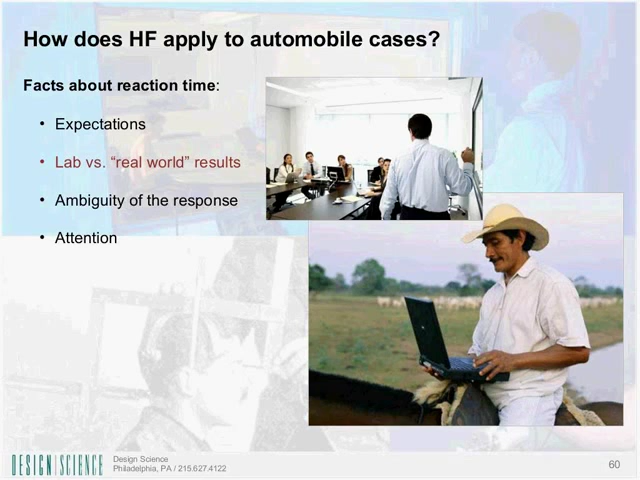 How does HF apply to automobile cases?
Facts about reaction time:
• Expectations
• Lab vs. “real world” results
• Ambiguity of the response
• Attention
DESIGN|SCIENCE
Design Science
Philadelphia, PA / 215.627.4122
60